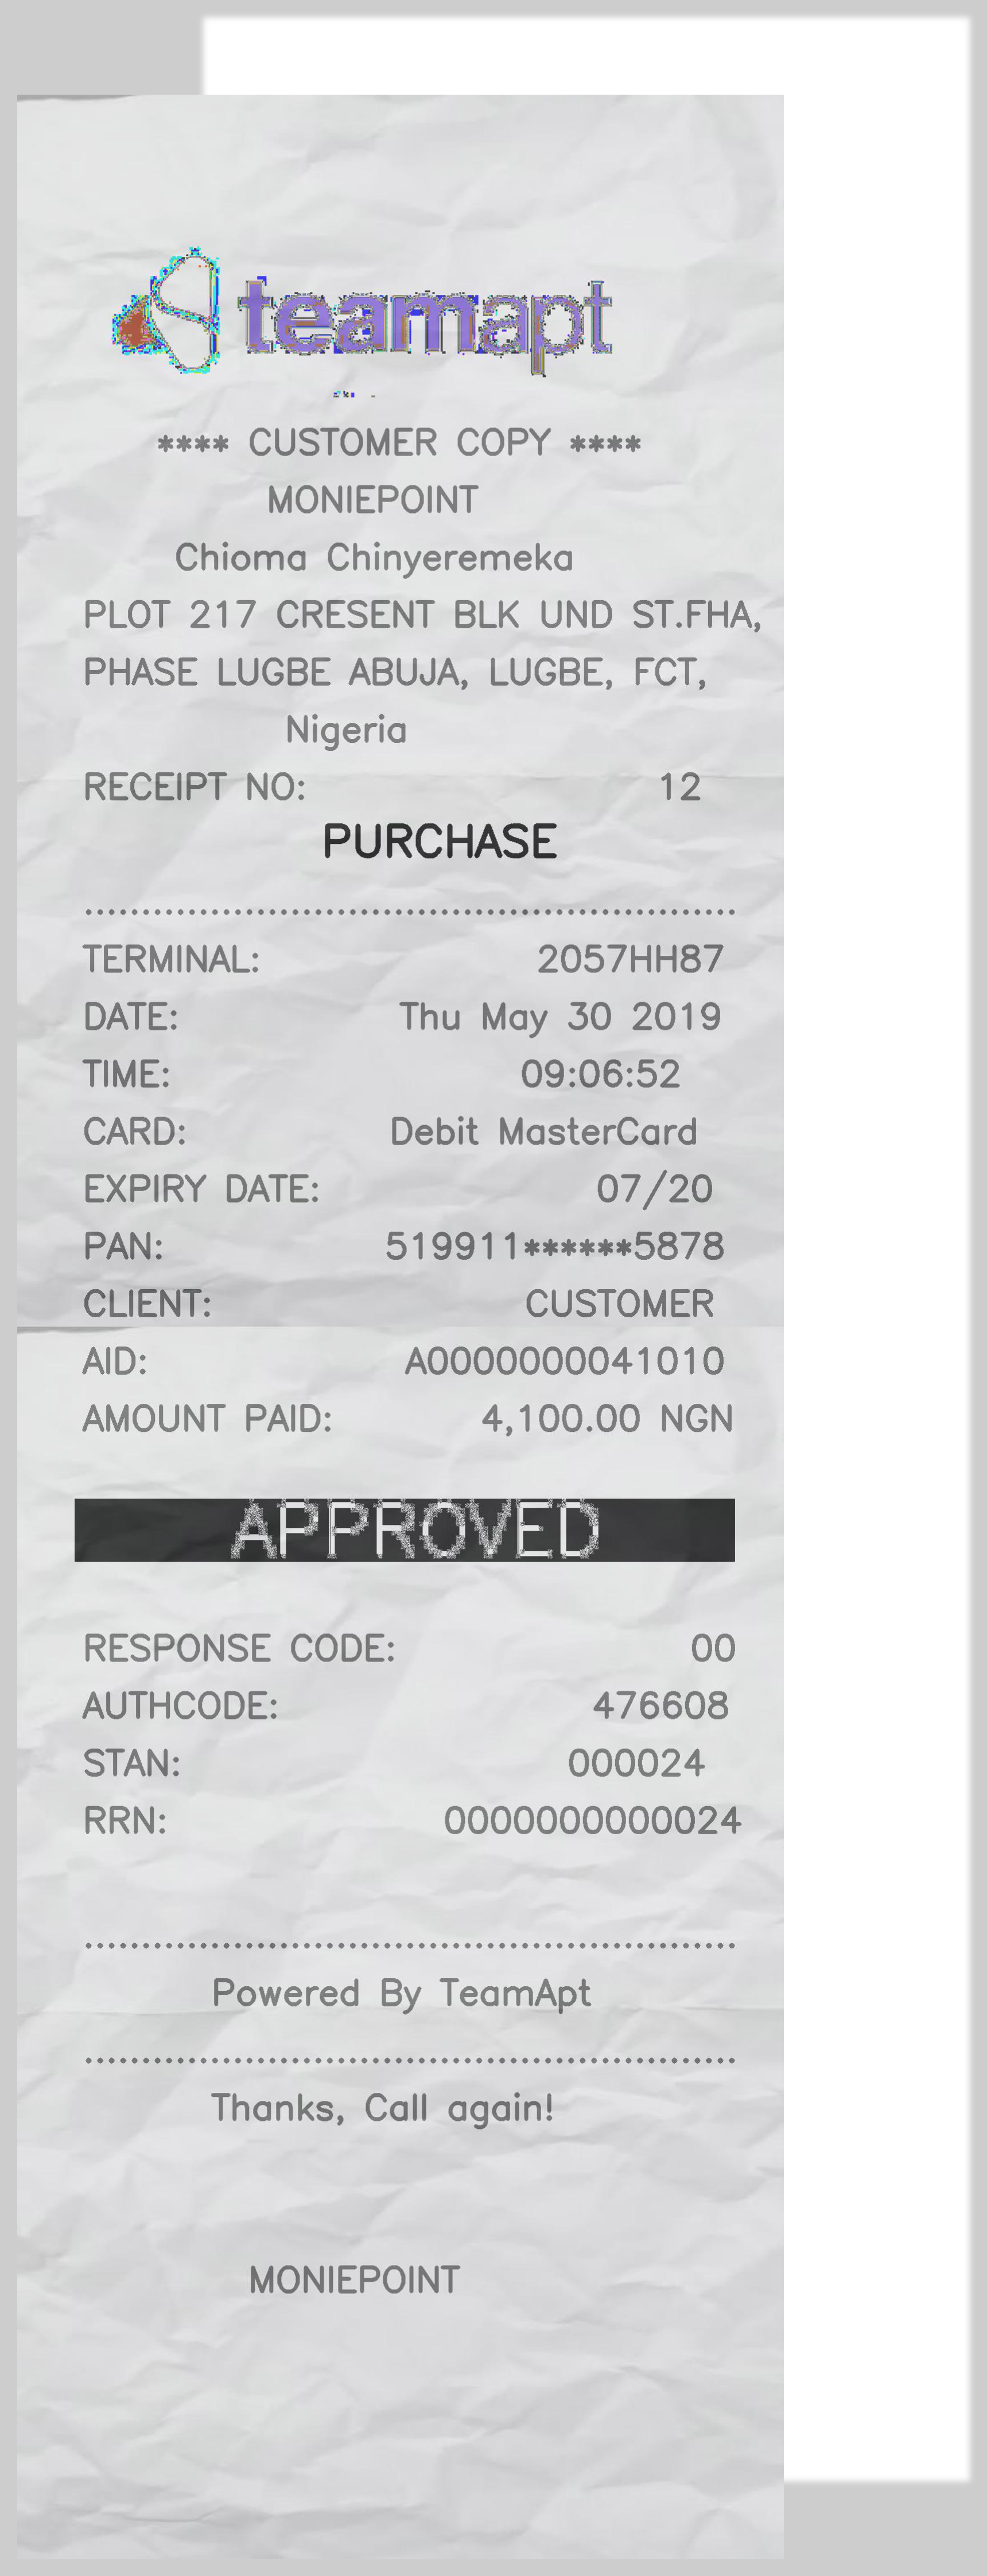 teamapt
**** CUSTOMER COPY ****
MONIEPOINT
Chioma Chinyeremeka
PLOT 217 CRESENT BLK UND ST.FHA,
PHASE LUGBE ABUJA, LUGBE, FCT,
Nigeria
RECEIPT NO: 12
PURCHASE
TERMINAL: 2057HH87
DATE: Thu May 30 2019
TIME: 09:06:52
CARD: Debit MasterCard
EXPIRY DATE: 07/20
PAN: 519911******5878
CLIENT: CUSTOMER
AID: A0000000041010
AMOUNT PAID: 4,100.00 NGN
APPROVED
RESPONSE CODE: 00
AUTHCODE: 476608
STAN: 000024
RRN: 0000000000024
Powered By TeamApt
Thanks, Call again!
MONIEPOINT